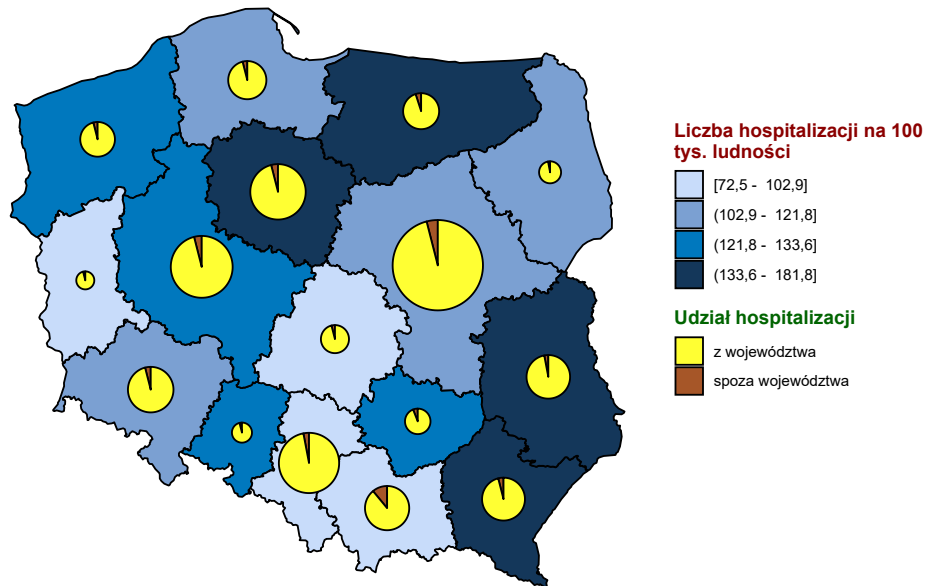 Liczba hospitalizacji na 100
tys. ludności
[72,5 - 102,9]
(102,9 - 121,8]
(121,8 - 133,6]
(133,6 - 181,8]
Udział hospitalizacji
z województwa
spoza województwa